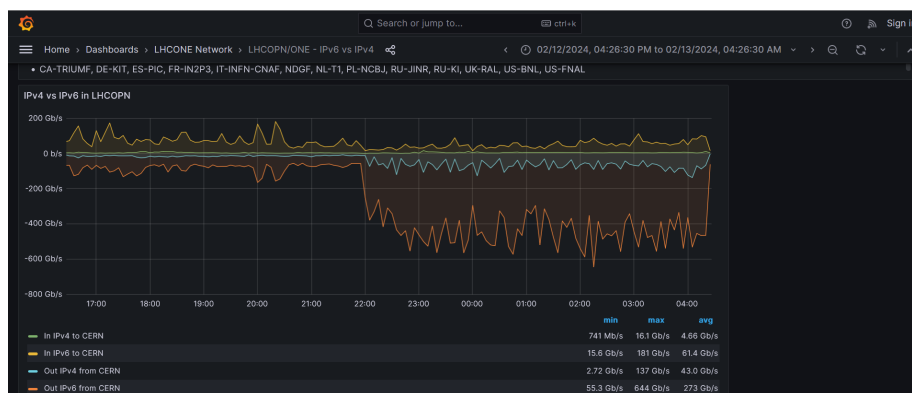 Search or jump to...
ctrl+k
Sign i
Home › Dashboards › LHCONE Network › LHCOPN/ONE - IPv6 vs IPv4
02/12/2024, 04:26:30 PM to 02/13/2024, 04:26:30 AM
• CA-TRIUMF, DE-KIT, ES-PIC, FR-IN2P3, IT-INFN-CNAF, NDGF, NL-T1, PL-NCBJ, RU-JINR, RU-KI, UK-RAL, US-BNL, US-FNAL
IPv4 vs IPv6 in LHCOPN
200 Gb/s
0 b/s
-200 Gb/s
-400 Gb/s
-600 Gb/s
-800 Gb/s
17:00 18:00 19:00 20:00 21:00 22:00 23:00 00:00 01:00 02:00 03:00 04:00
min max avg
In IPv4 to CERN 741 Mb/s 16.1 Gb/s 4.66 Gb/s
In IPv6 to CERN 15.6 Gb/s 181 Gb/s 61.4 Gb/s
Out IPv4 from CERN 2.72 Gb/s 137 Gb/s 43.0 Gb/s
Out IPv6 from CERN 55.3 Gb/s 644 Gb/s 273 Gb/s